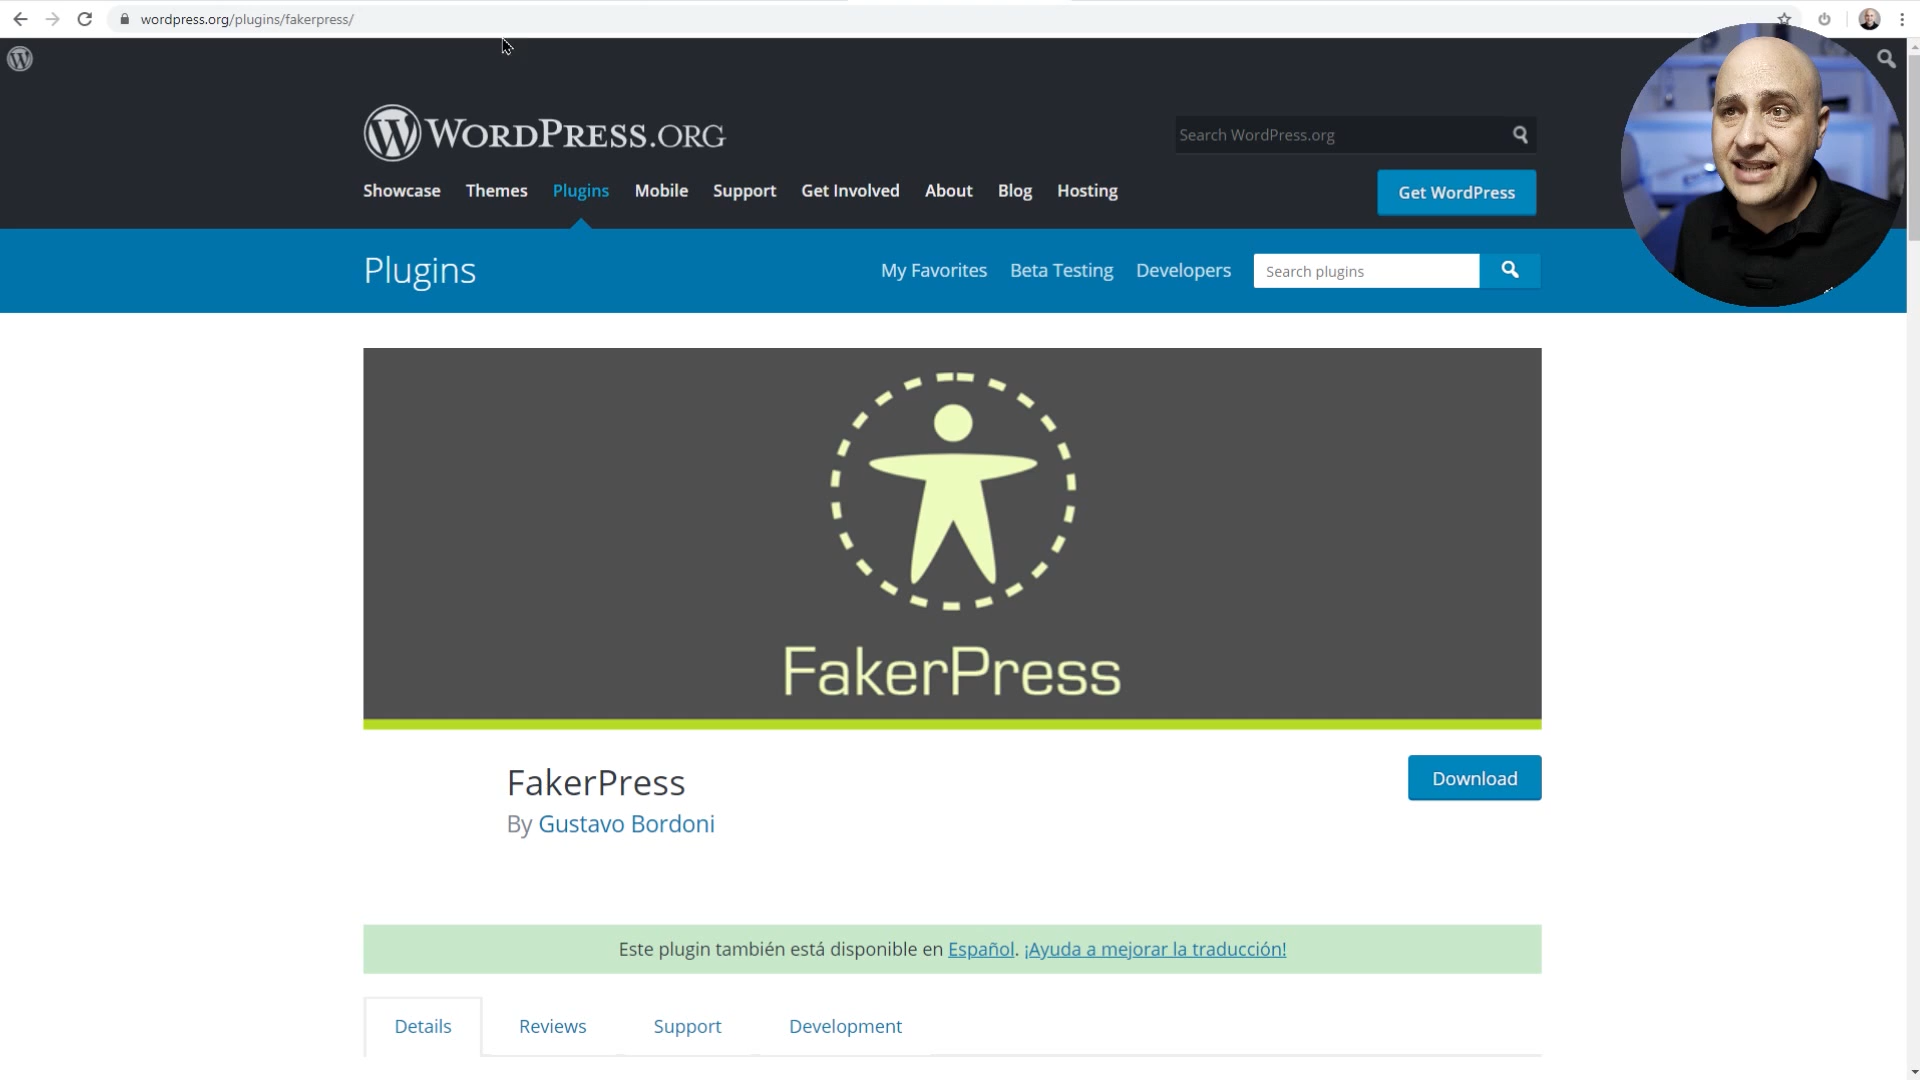 wordpress.org/plugins/fakerpress/
WORDPRESS.ORG
Search WordPress.org
Showcase Themes Plugins Mobile Support Get Involved About Blog Hosting
Get WordPress
Plugins
My Favorites Beta Testing Developers
Search plugins
FakerPress
FakerPress
Download
By Gustavo Bordoni
Este plugin también está disponible en Español. ¡Ayuda a mejorar la traducción!
Details Reviews Support Development